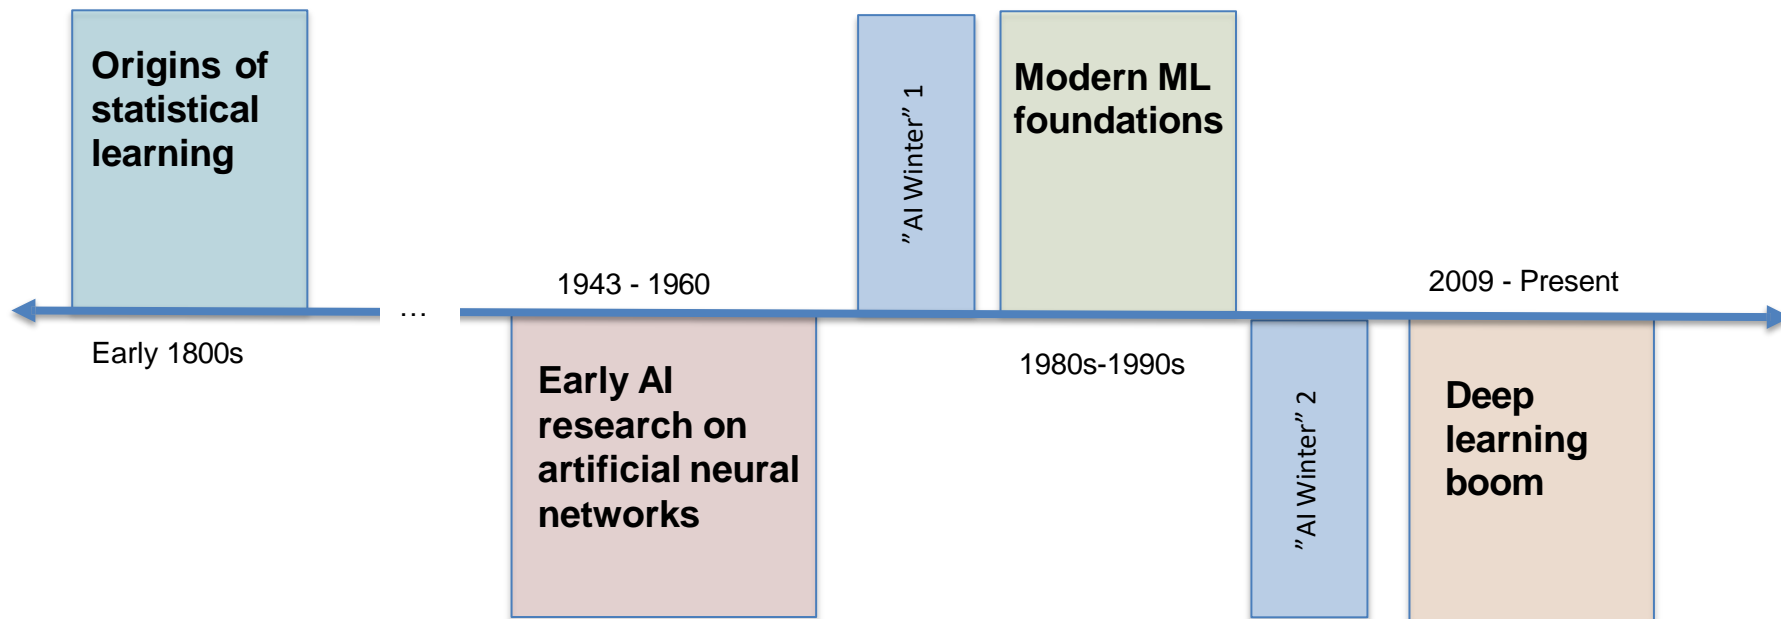 Origins of
statistical
learning
Early 1800s
…
1943 - 1960
Early AI
research on
artificial neural
networks
”AI Winter” 1
Modern ML
foundations
1980s-1990s
”AI Winter” 2
2009 - Present
Deep
learning
boom